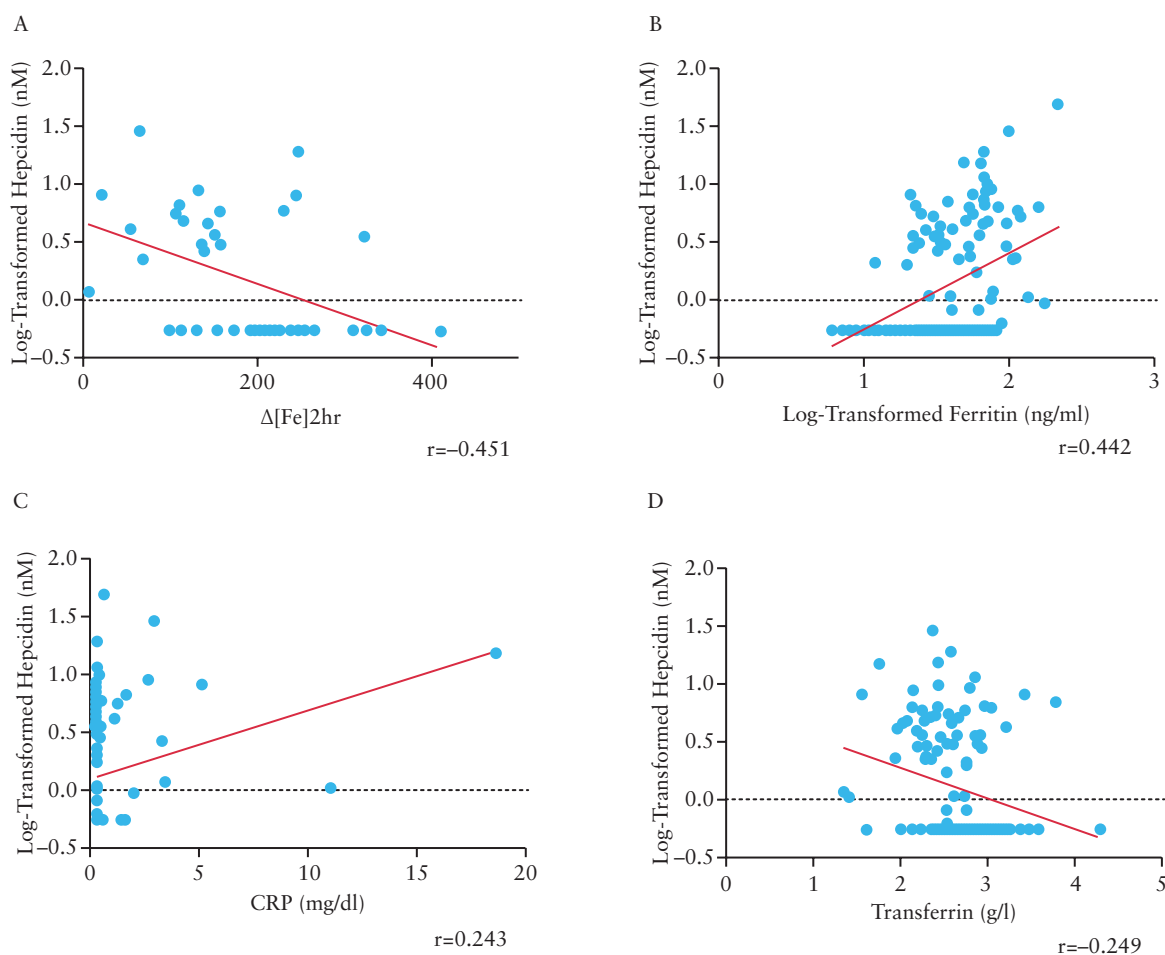 A
Log-Transformed Hepcidin (nM)
2.0
1.5
1.0
0.5
0.0
–0.5
0
200
400
Δ[Fe]2hr
r=–0.451
B
Log-Transformed Hepcidin (nM)
2.0
1.5
1.0
0.5
0.0
–0.5
0
1
2
3
Log-Transformed Ferritin (ng/ml)
r=0.442
C
Log-Transformed Hepcidin (nM)
2.0
1.5
1.0
0.5
0.0
–0.5
0
5
10
15
20
CRP (mg/dl)
r=0.243
D
Log-Transformed Hepcidin (nM)
2.0
1.5
1.0
0.5
0.0
–0.5
0
1
2
3
4
5
Transferrin (g/l)
r=–0.249